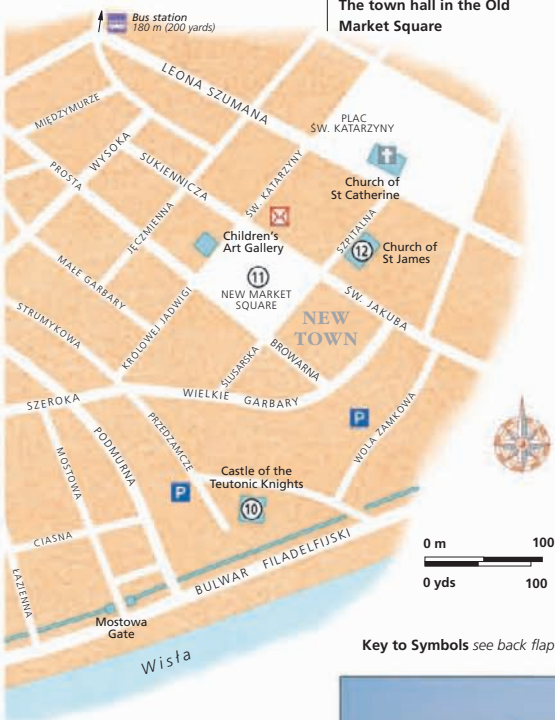 The town hall in the Old
Market Square
Bus station
180 m (200 yards)
LEONA SZUMANA
MIĘDZYMURZE
PLAC
ŚW. KATARZYNY
WYSOKA
SUKIENNICZA
PROSTA
ŚW. KATARZYNY
Church of
St Catherine
JĘCZMIENNA
SZPITALNA
Children's
Art Gallery
12
Church of
St James
11
NEW MARKET
SQUARE
MAŁE GARBARY
KRÓLOWEJ JADWIGI
ŚW. JAKUBA
NEW
TOWN
STRUMYKOWA
ŚLUSARSKA
BROWARNA
SZEROKA
WIELKIE GARBARY
P
PRZEDZAMCZE
WOLA ZAMKOWA
MOSTOWA
PODMURNA
Castle of the
Teutonic Knights
P
10
CIASNA
BULWAR FILADELFIJSKI
ŁAZIENNA
Mostowa
Gate
Wisła
0 m 100
0 yds 100
Key to Symbols see back flap